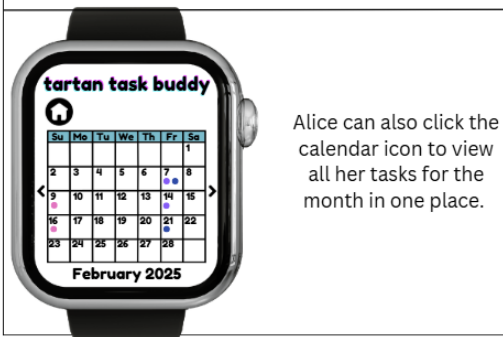 tartan task buddy
Su Mo Tu We Th Fr Sa
1
2 3 4 5 6 7 8
9 10 11 12 13 14 15
16 17 18 19 20 21 22
23 24 25 26 27 28
February 2025
Alice can also click the
calendar icon to view
all her tasks for the
month in one place.